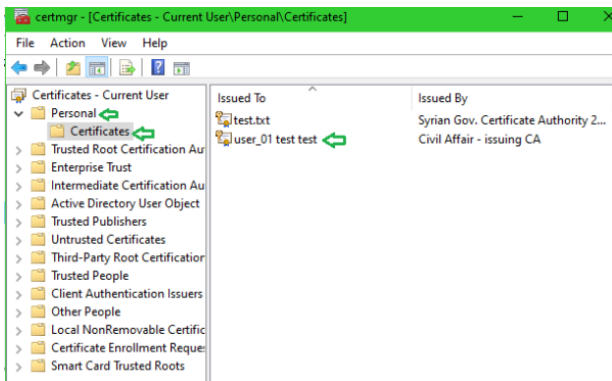 certmgr - [Certificates - Current User\Personal\Certificates]
File Action View Help
Certificates - Current User
Personal
Certificates
Trusted Root Certification Au
Enterprise Trust
Intermediate Certification Au
Active Directory User Object
Trusted Publishers
Untrusted Certificates
Third-Party Root Certification
Trusted People
Client Authentication Issuers
Other People
Local NonRemovable Certific
Certificate Enrollment Reque
Smart Card Trusted Roots
Issued To Issued By
test.txt Syrian Gov. Certificate Authority 2...
user_01 test test Civil Affair - issuing CA